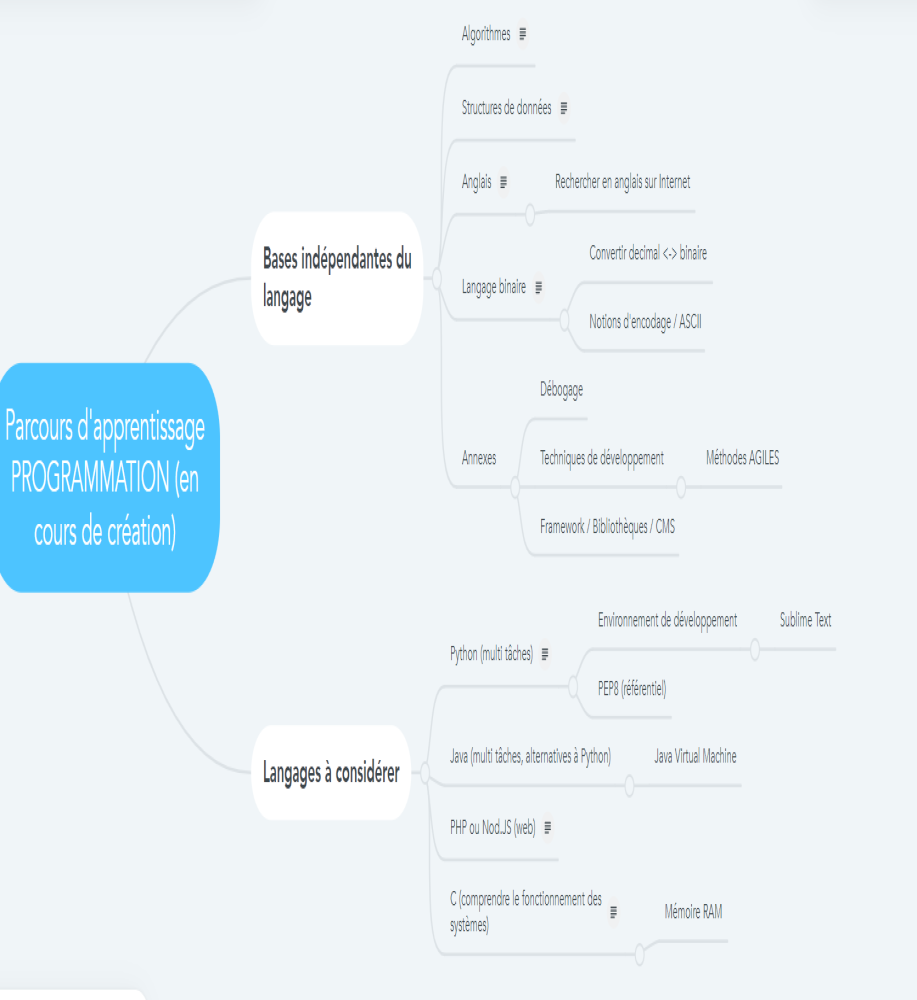 Parcours d'apprentissage
PROGRAMMATION (en
cours de création)
Bases indépendantes du
langage
Algorithmes
Structures de données
Anglais
Rechercher en anglais sur Internet
Langage binaire
Convertir decimal <-> binaire
Notions d'encodage / ASCII
Annexes
Débogage
Techniques de développement
Méthodes AGILES
Framework / Bibliothèques / CMS
Langages à considérer
Python (multi tâches)
Environnement de développement
Sublime Text
PEP8 (référentiel)
Java (multi tâches, alternatives à Python)
Java Virtual Machine
PHP ou Nod.JS (web)
C (comprendre le fonctionnement des
systèmes)
Mémoire RAM